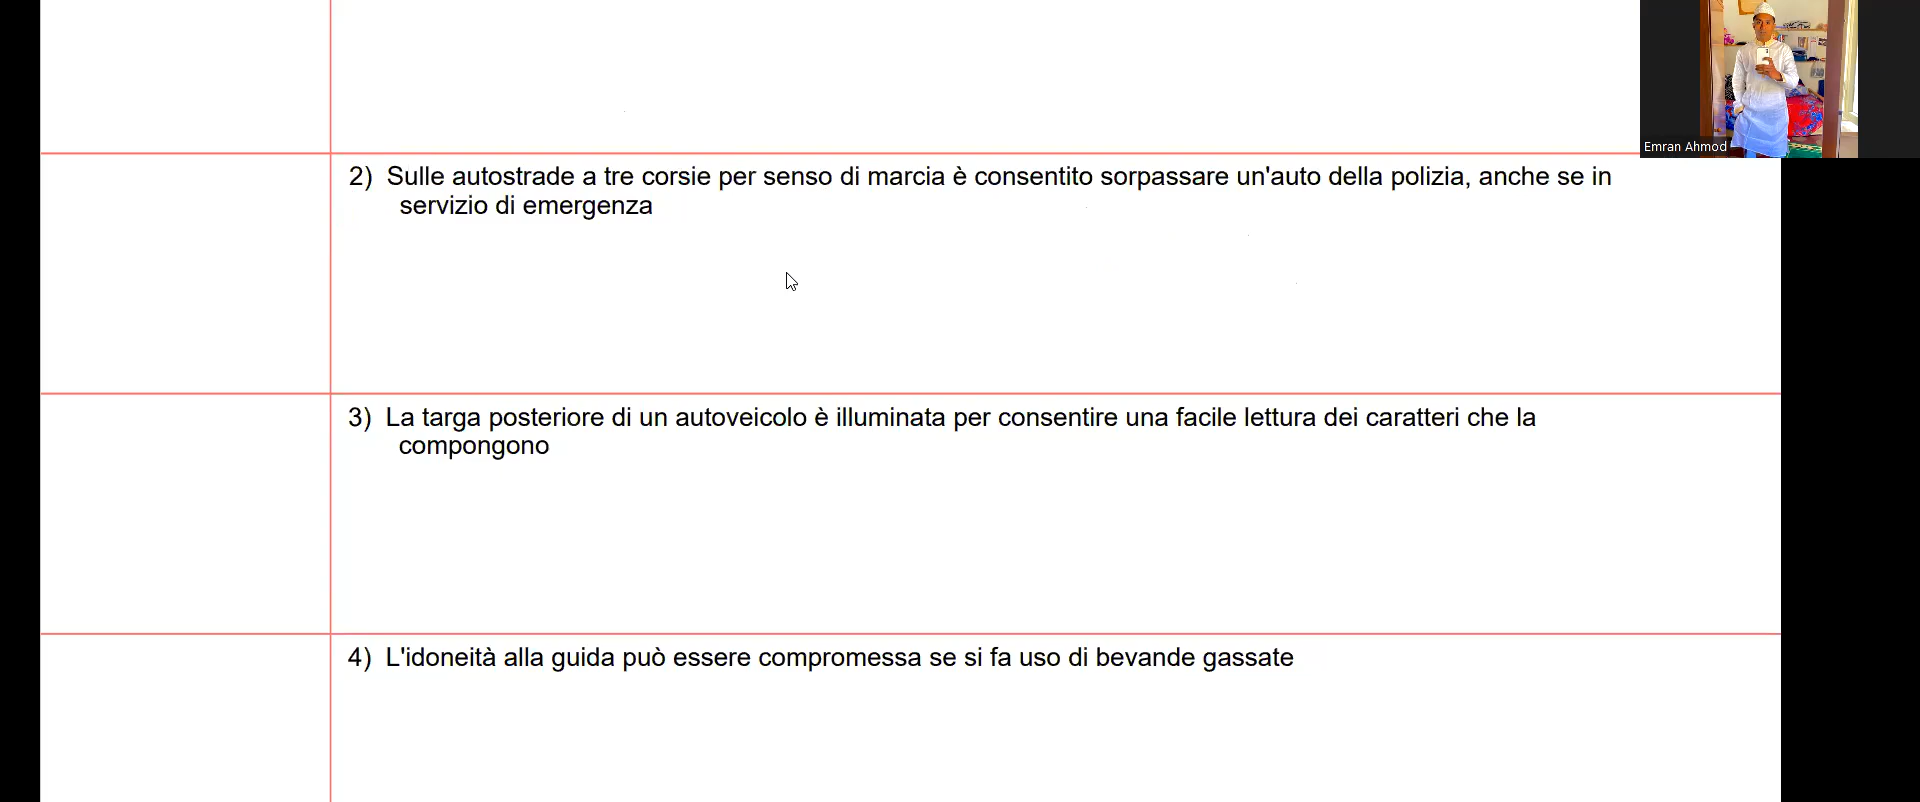 Emran Ahmod
2) Sulle autostrade a tre corsie per senso di marcia è consentito sorpassare un'auto della polizia, anche se in
servizio di emergenza
3) La targa posteriore di un autoveicolo è illuminata per consentire una facile lettura dei caratteri che la
compongono
4) L'idoneità alla guida può essere compromessa se si fa uso di bevande gassate